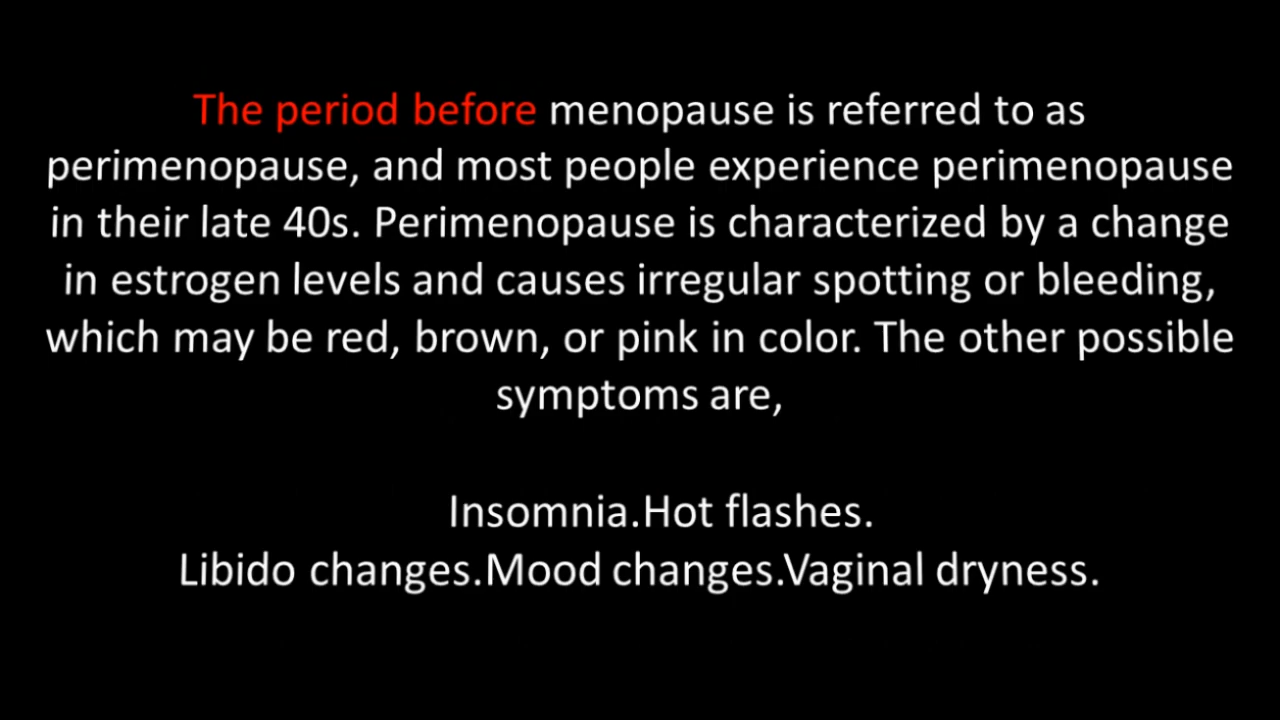 The period before menopause is referred to as
perimenopause, and most people experience perimenopause
in their late 40s. Perimenopause is characterized by a change
in estrogen levels and causes irregular spotting or bleeding,
which may be red, brown, or pink in color. The other possible
symptoms are,
Insomnia.Hot flashes.
Libido changes.Mood changes.Vaginal dryness.